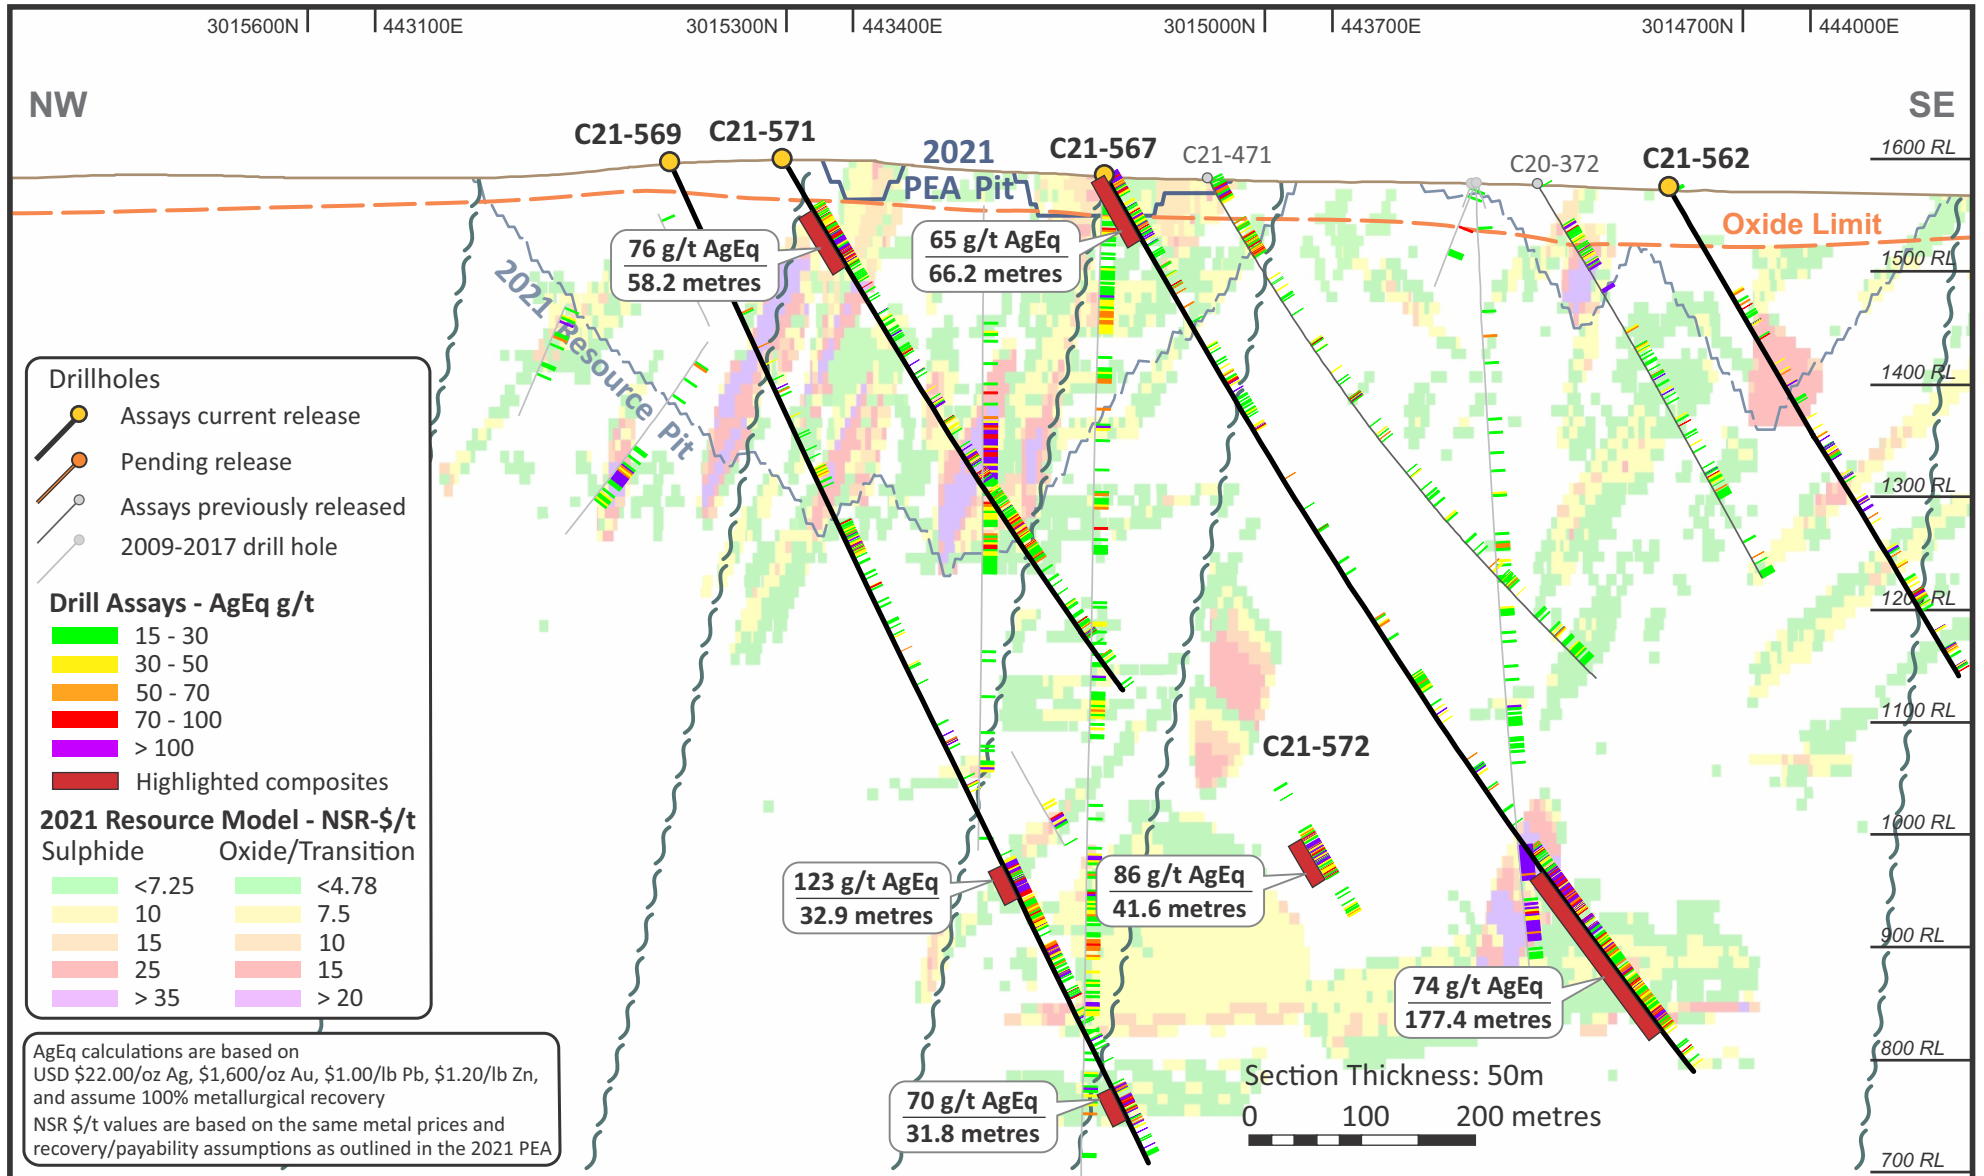 3015600N 443100E 3015300N 443400E 3015000N 443700E 3014700N 444000E
NW
SE
C21-569 C21-571
2021
PEA Pit
C21-567
C21-471
C20-372
C21-562
1600 RL
Oxide Limit
76 g/t AgEq
58.2 metres
65 g/t AgEq
66.2 metres
1500 RL
2021 Resource Pit
1400 RL
1300 RL
1200 RL
1100 RL
1000 RL
900 RL
800 RL
700 RL
Drillholes
Assays current release
Pending release
Assays previously released
2009-2017 drill hole
Drill Assays - AgEq g/t
15 - 30
30 - 50
50 - 70
70 - 100
> 100
Highlighted composites
2021 Resource Model - NSR-$/t
Sulphide Oxide/Transition
<7.25 <4.78
10 7.5
15 10
25 15
> 35 > 20
C21-572
123 g/t AgEq
32.9 metres
86 g/t AgEq
41.6 metres
74 g/t AgEq
177.4 metres
70 g/t AgEq
31.8 metres
AgEq calculations are based on
USD $22.00/oz Ag, $1,600/oz Au, $1.00/lb Pb, $1.20/lb Zn,
and assume 100% metallurgical recovery
NSR $/t values are based on the same metal prices and
recovery/payability assumptions as outlined in the 2021 PEA
Section Thickness: 50m
0 100 200 metres